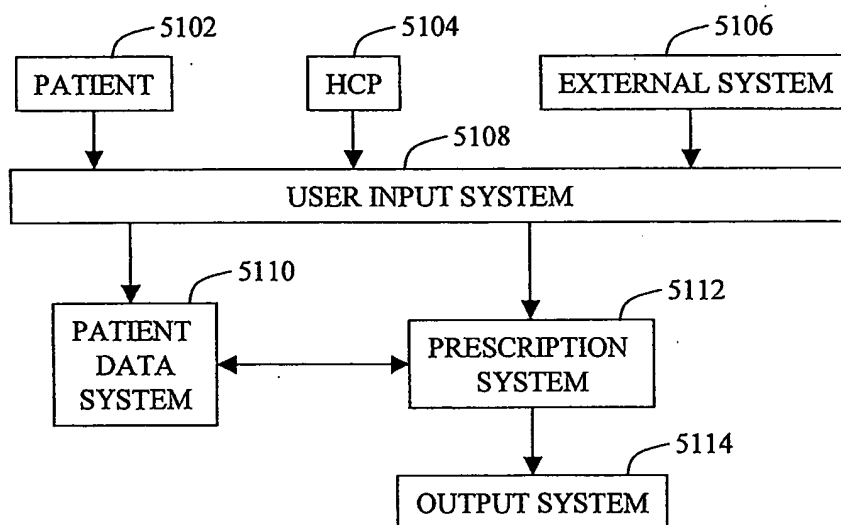 5102
5104
5106
PATIENT
HCP
EXTERNAL SYSTEM
5108
USER INPUT SYSTEM
5110
5112
PATIENT
DATA
SYSTEM
PRESCRIPTION
SYSTEM
5114
OUTPUT SYSTEM